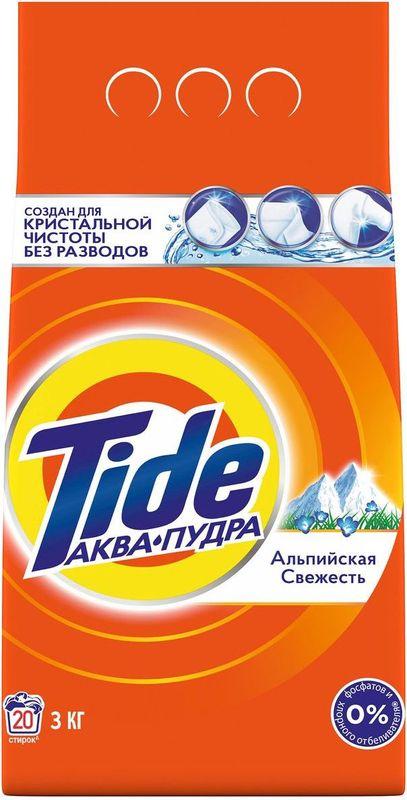 СОЗДАН ДЛЯ
КРИСТАЛЬНОЙ
ЧИСТОТЫ
БЕЗ РАЗВОДОВ
Tide
АКВА•ПУДРА
Альпийская
Свежесть
20
стирок*
3 КГ
0%
фосфатов и
хлорного отбеливателя*